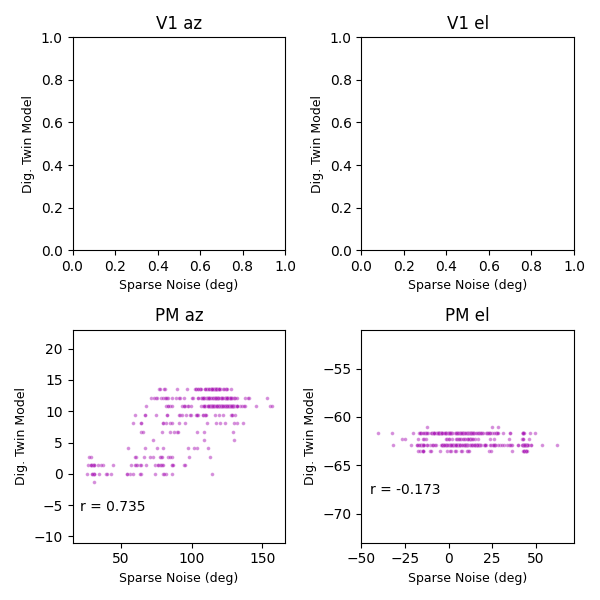 V1 az
V1 el
1.0
0.8
0.6
0.4
0.2
0.0
Dig. Twin Model
0.0 0.2 0.4 0.6 0.8 1.0
Sparse Noise (deg)
1.0
0.8
0.6
0.4
0.2
0.0
Dig. Twin Model
0.0 0.2 0.4 0.6 0.8 1.0
Sparse Noise (deg)
PM az
20
15
10
5
0
−5
−10
Dig. Twin Model
r = 0.735
50 100 150
Sparse Noise (deg)
PM el
−55
−60
−65
−70
Dig. Twin Model
r = -0.173
−50 −25 0 25 50
Sparse Noise (deg)